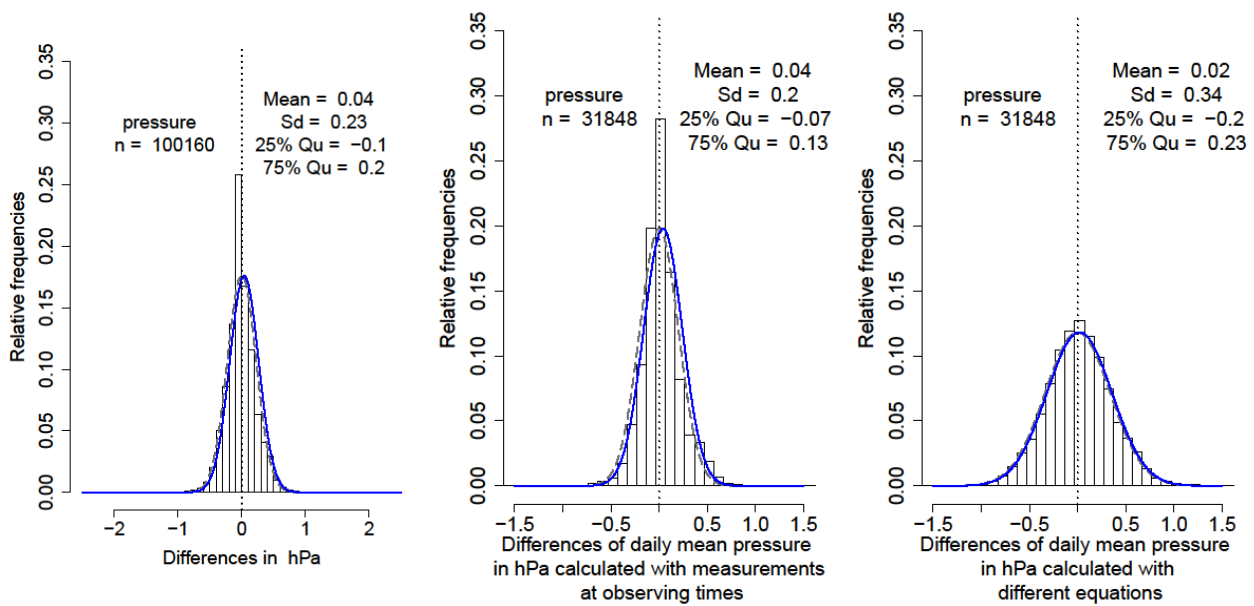 0.35
0.30
0.25
0.20
0.15
0.10
0.05
0.00
Relative frequencies
pressure
n = 100160
Mean = 0.04
Sd = 0.23
25% Qu = −0.1
75% Qu = 0.2
−2
−1
0
1
2
Differences in hPa
0.35
0.30
0.25
0.20
0.15
0.10
0.05
0.00
Relative frequencies
pressure
n = 31848
Mean = 0.04
Sd = 0.2
25% Qu = −0.07
75% Qu = 0.13
−1.5
−0.5
0.5
1.5
Differences of daily mean pressure
in hPa calculated with measurements
at observing times
0.35
0.30
0.25
0.20
0.15
0.10
0.05
0.00
Relative frequencies
pressure
n = 31848
Mean = 0.02
Sd = 0.34
25% Qu = −0.2
75% Qu = 0.23
−1.5
−0.5
0.5
1.5
Differences of daily mean pressure
in hPa calculated with
different equations